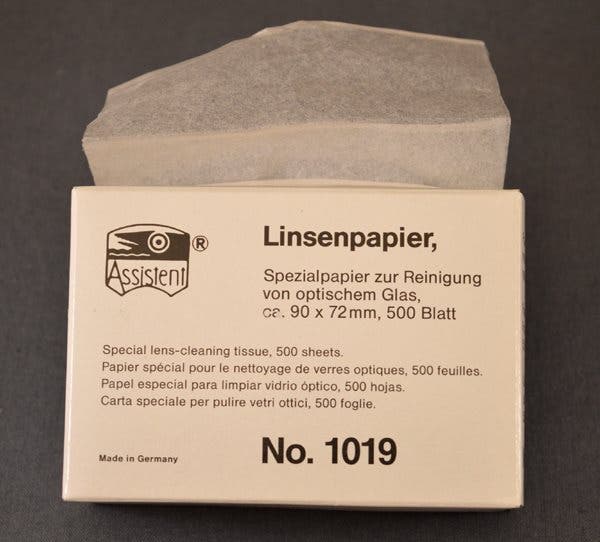 Assistent ®
Linsenpapier,
Spezialpapier zur Reinigung
von optischem Glas,
ca. 90 x 72mm, 500 Blatt
Special lens-cleaning tissue, 500 sheets.
Papier spécial pour le nettoyage de verres optiques, 500 feuilles.
Papel especial para limpiar vidrio óptico, 500 hojas.
Carta speciale per pulire vetri ottici, 500 foglie.
Made in Germany
No. 1019